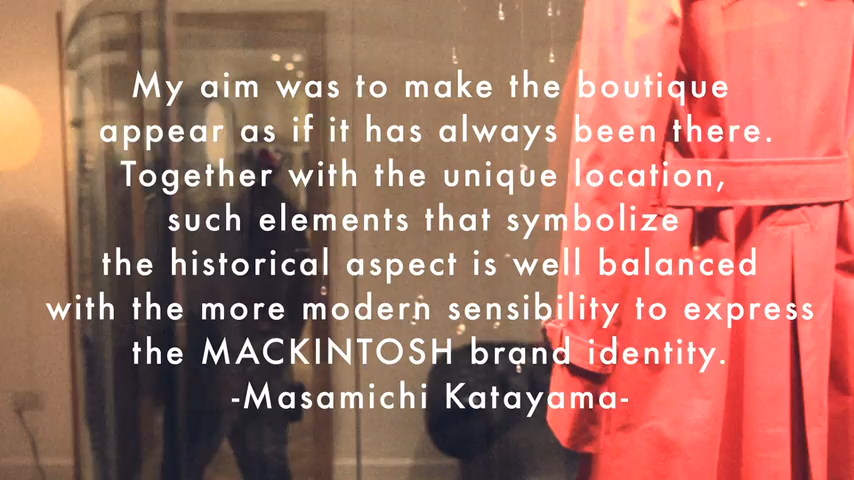 My aim was to make the boutique
appear as if it has always been there.
Together with the unique location,
such elements that symbolize
the historical aspect is well balanced
with the more modern sensibility to express
the MACKINTOSH brand identity.
-Masamichi Katayama-